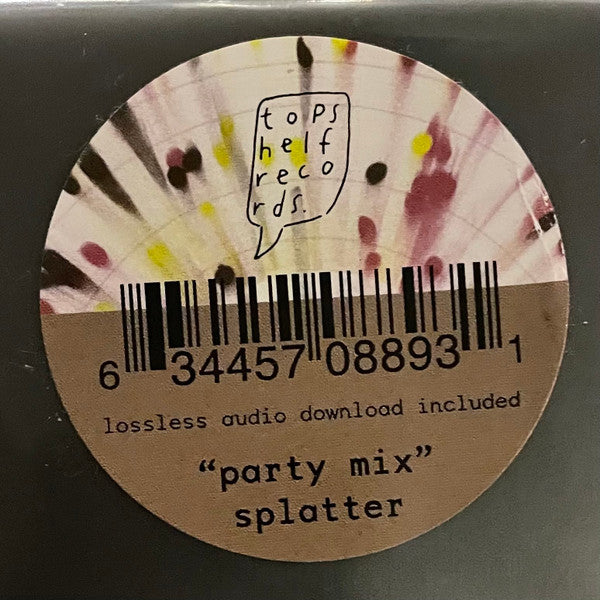 tops
helf
reco
rds.
6 34457 08893 1
lossless audio download included
“party mix”
splatter